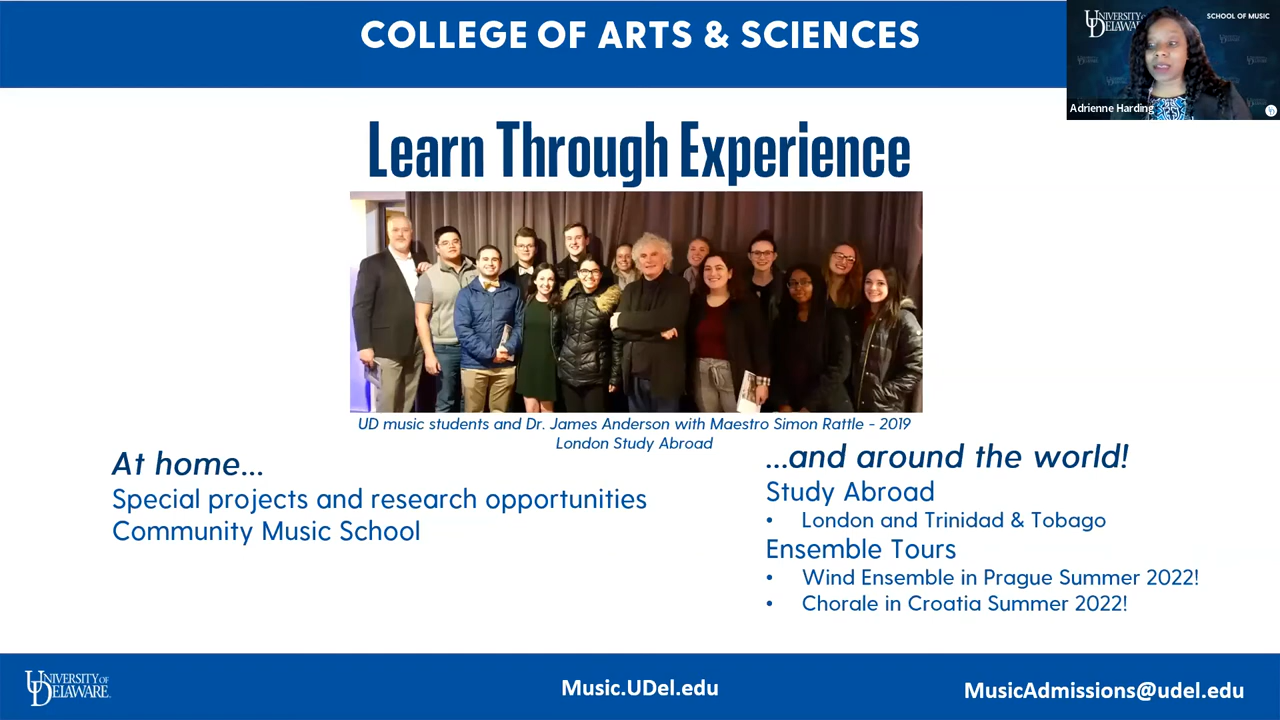 COLLEGE OF ARTS & SCIENCES
UNIVERSITY OF DELAWARE
SCHOOL OF MUSIC
Adrienne Harding
Learn Through Experience
UD music students and Dr. James Anderson with Maestro Simon Rattle - 2019
London Study Abroad
At home...
Special projects and research opportunities
Community Music School
...and around the world!
Study Abroad
• London and Trinidad & Tobago
Ensemble Tours
• Wind Ensemble in Prague Summer 2022!
• Chorale in Croatia Summer 2022!
UNIVERSITY OF
DELAWARE
Music.UDel.edu
MusicAdmissions@udel.edu